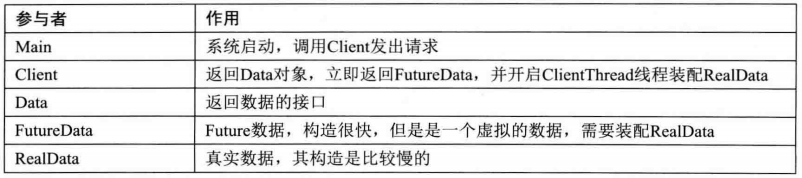 参与者 作用
Main 系统启动，调用Client发出请求
Client 返回Data对象，立即返回FutureData，并开启ClientThread线程装配RealData
Data 返回数据的接口
FutureData Future数据，构造很快，但是是一个虚拟的数据，需要装配RealData
RealData 真实数据，其构造是比较慢的